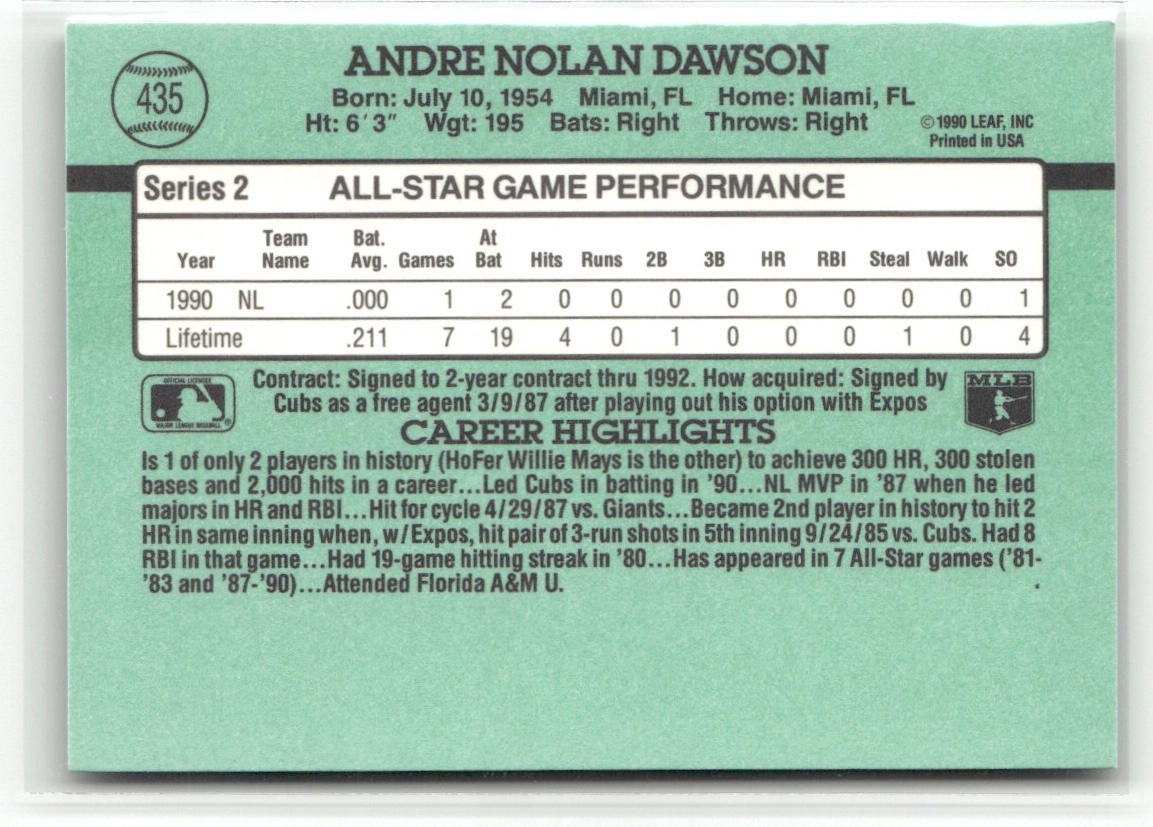 435
ANDRE NOLAN DAWSON
Born: July 10, 1954 Miami, FL Home: Miami, FL
Ht: 6'3" Wgt: 195 Bats: Right Throws: Right
© 1990 LEAF, INC
Printed in USA
Series 2 ALL-STAR GAME PERFORMANCE
Year Team Name Bat. Avg. Games At Bat Hits Runs 2B 3B HR RBI Steal Walk SO
1990 NL .000 1 2 0 0 0 0 0 0 0 0 1
Lifetime .211 7 19 4 0 1 0 0 0 1 0 4
OFFICIAL LICENSEE
MAJOR LEAGUE BASEBALL
Contract: Signed to 2-year contract thru 1992. How acquired: Signed by
Cubs as a free agent 3/9/87 after playing out his option with Expos
MLB
CAREER HIGHLIGHTS
Is 1 of only 2 players in history (HoFer Willie Mays is the other) to achieve 300 HR, 300 stolen
bases and 2,000 hits in a career...Led Cubs in batting in '90...NL MVP in '87 when he led
majors in HR and RBI...Hit for cycle 4/29/87 vs. Giants...Became 2nd player in history to hit 2
HR in same inning when, w/Expos, hit pair of 3-run shots in 5th inning 9/24/85 vs. Cubs. Had 8
RBI in that game...Had 19-game hitting streak in '80...Has appeared in 7 All-Star games ('81-
'83 and '87-'90)...Attended Florida A&M U.